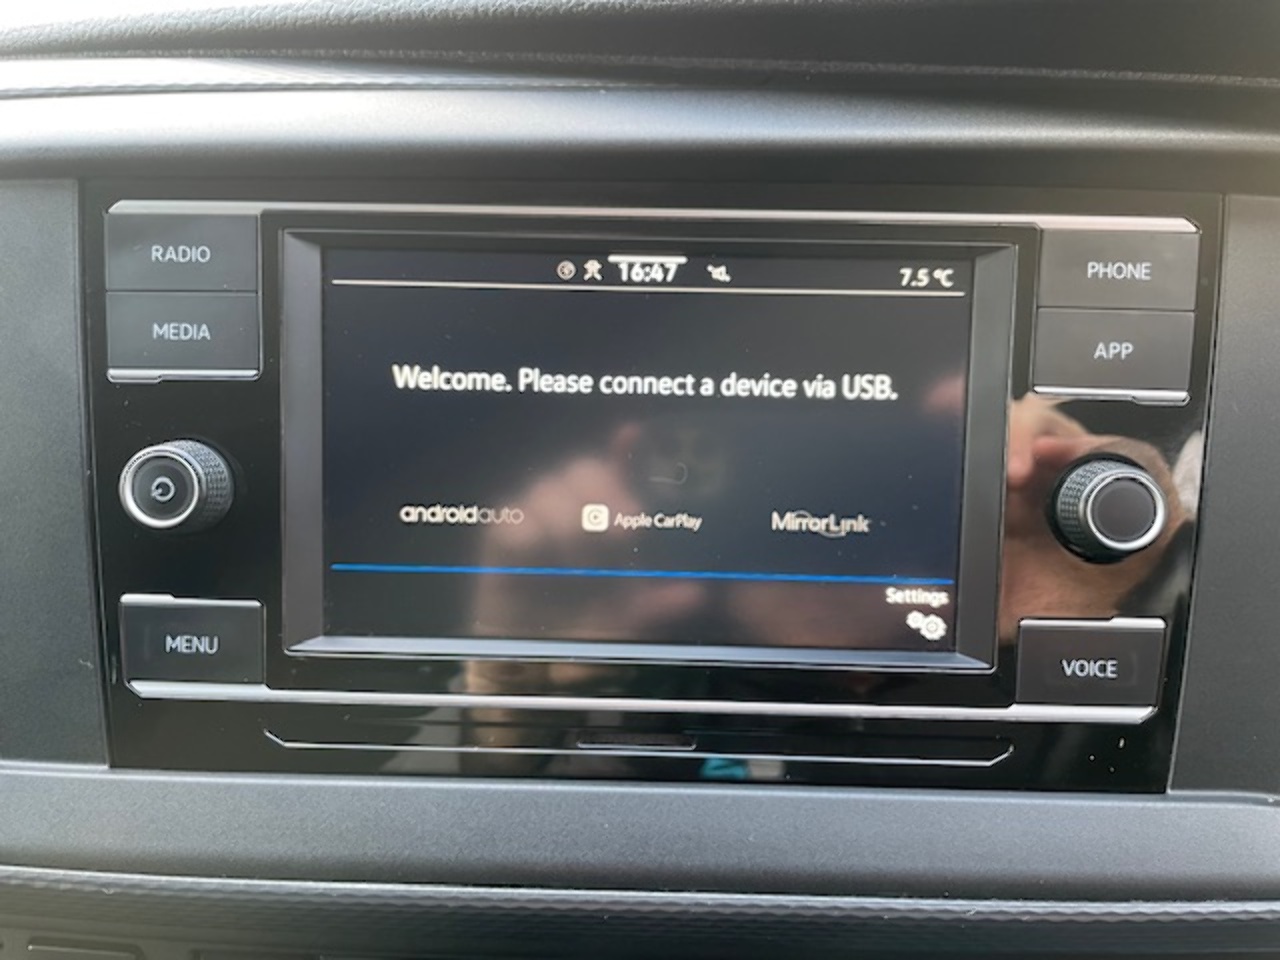 RADIO
MEDIA
MENU
16:47
7.5 °C
Welcome. Please connect a device via USB.
androidauto
Apple CarPlay
MirrorLink
Settings
PHONE
APP
VOICE